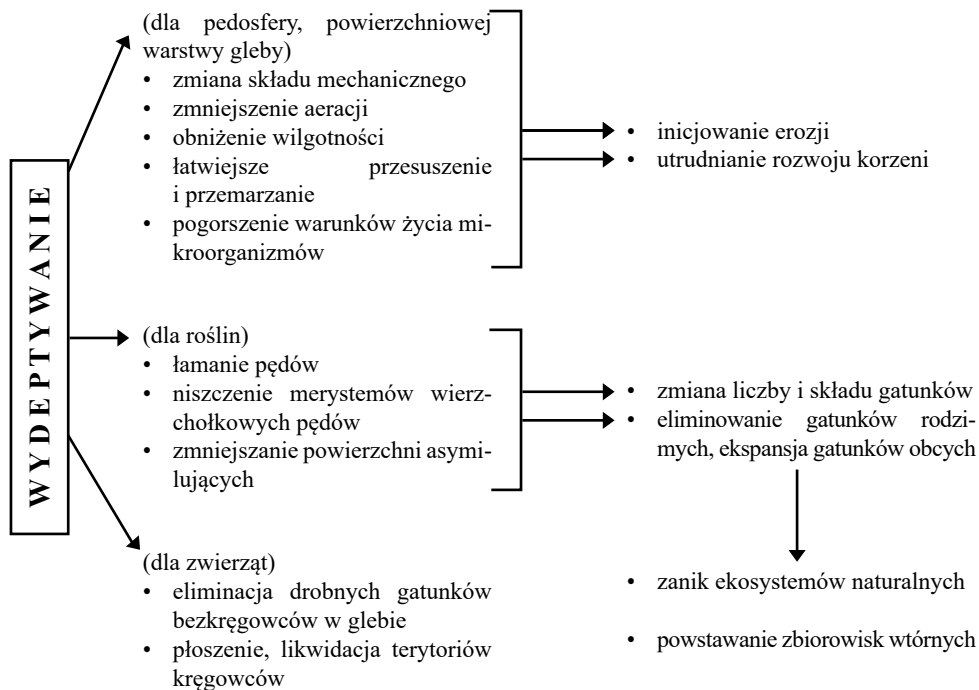 WYDEPTYWANIE
(dla pedosfery, powierzchniowej
warstwy gleby)
• zmiana składu mechanicznego
• zmniejszenie aeracji
• obniżenie wilgotności
• łatwiejsze przesuszenie
i przemarzanie
• pogorszenie warunków życia mi-
kroorganizmów
• inicjowanie erozji
• utrudnianie rozwoju korzeni
(dla roślin)
• łamanie pędów
• niszczenie merystemów wierz-
chołkowych pędów
• zmniejszanie powierzchni asymi-
lujących
• zmiana liczby i składu gatunków
• eliminowanie gatunków rodzi-
mych, ekspansja gatunków obcych
(dla zwierząt)
• eliminacja drobnych gatunków
bezkręgowców w glebie
• płoszenie, likwidacja terytoriów
kręgowców
• zanik ekosystemów naturalnych
• powstawanie zbiorowisk wtórnych